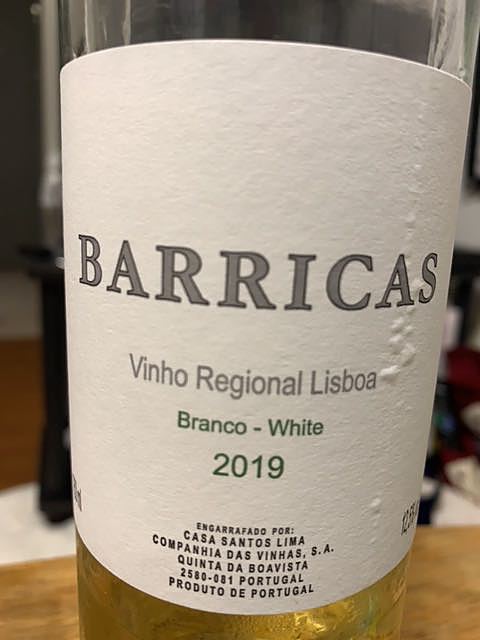 BARRICAS
Vinho Regional Lisboa
Branco - White
2019
ENGARRAFADO POR:
CASA SANTOS LIMA
COMPANHIA DAS VINHAS, S.A.
QUINTA DA BOAVISTA
2580-081 PORTUGAL
PRODUTO DE PORTUGAL